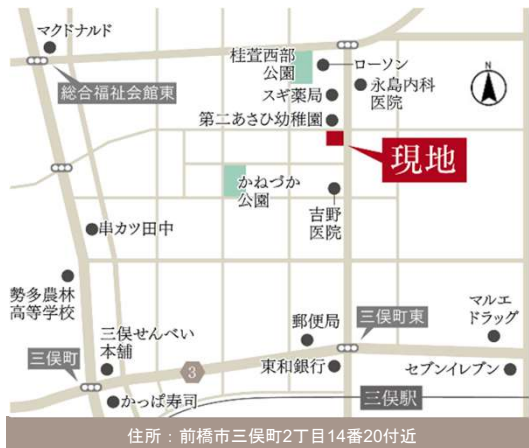 マクドナルド
総合福祉会館東
桂萱西部
公園
ローソン
スギ薬局
永島内科
医院
第二あさひ幼稚園
N
現地
かねづか
公園
吉野
医院
串カツ田中
勢多農林
高等学校
三俣せんべい
本舗
三俣町
3
かっぱ寿司
郵便局
三俣町東
東和銀行
マルエ
ドラッグ
セブンイレブン
三俣駅
住所：前橋市三俣町2丁目14番20付近